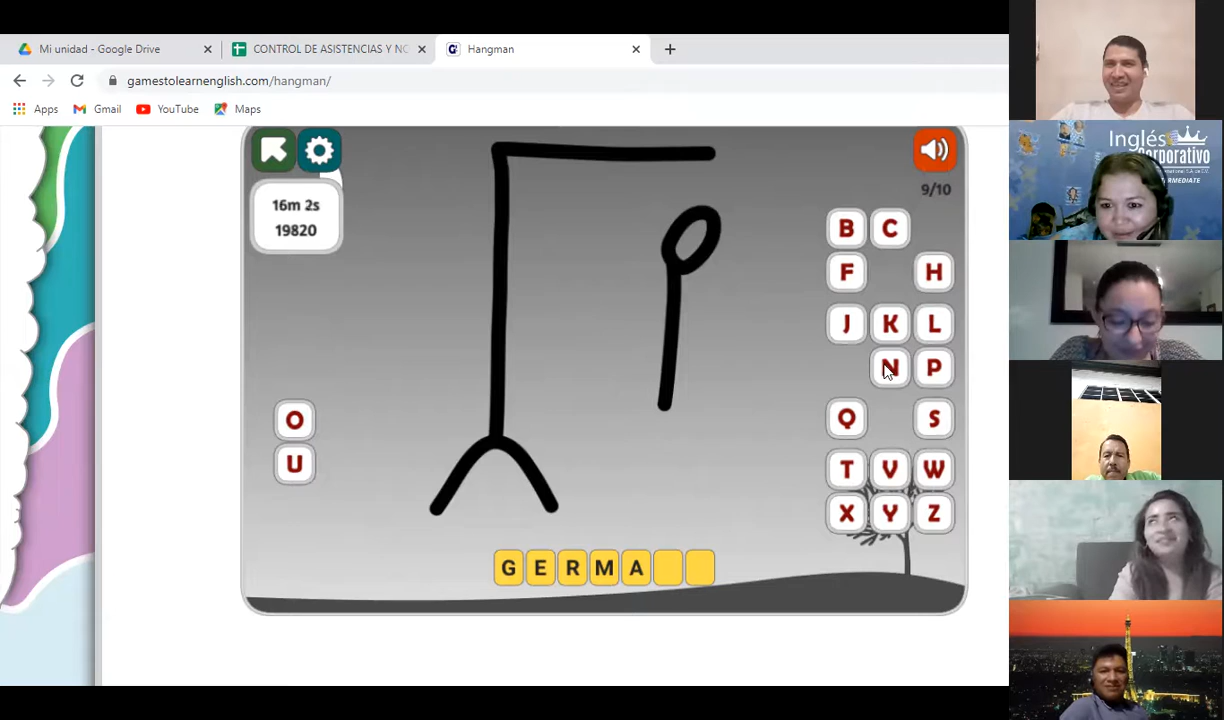 Mi unidad - Google Drive
CONTROL DE ASISTENCIAS Y NO
Hangman
gamestolearnenglish.com/hangman/
Apps
Gmail
YouTube
Maps
16m 2s
19820
9/10
B C
F H
J K L
N P
Q S
T V W
X Y Z
O
U
G E R M A
Inglés
Corporativo